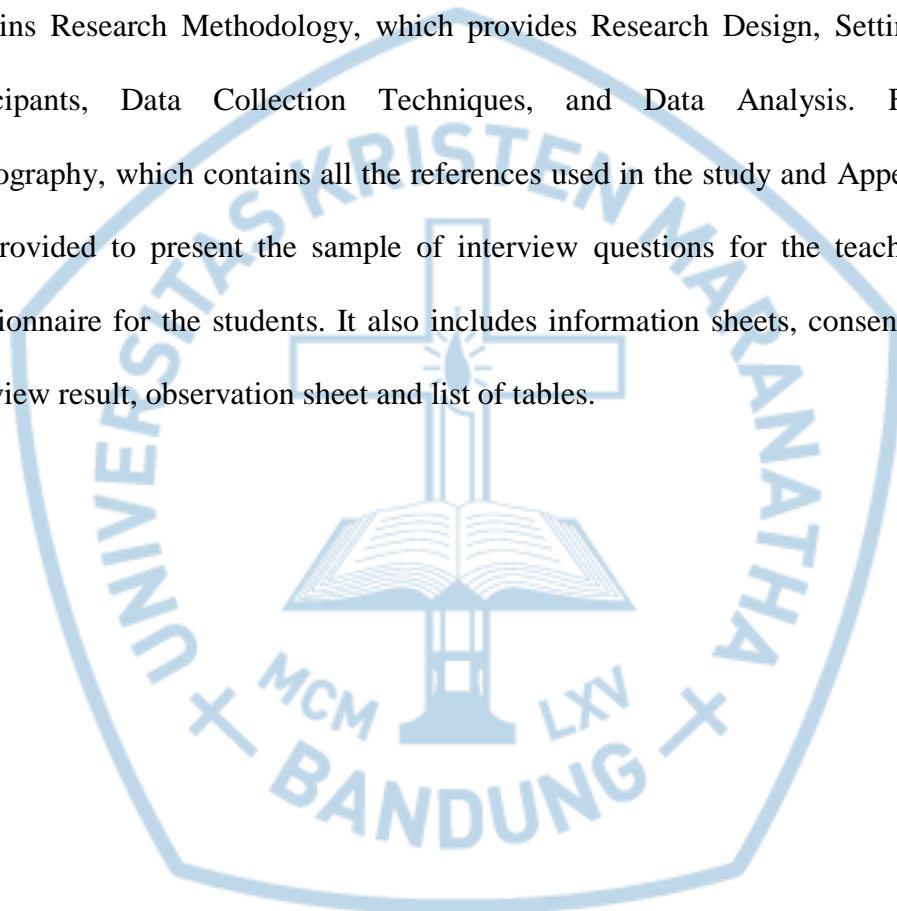 ins Research Methodology, which provides Research Design, Settin
cipants, Data Collection Techniques, and Data Analysis.
ography, which contains all the references used in the study and Appe
rovided to present the sample of interview questions for the teach
ionnaire for the students. It also includes information sheets, consen
view result, observation sheet and list of tables.
UNIVERSITAS KRISTEN MARANATHA
MCM LXV
BANDUNG